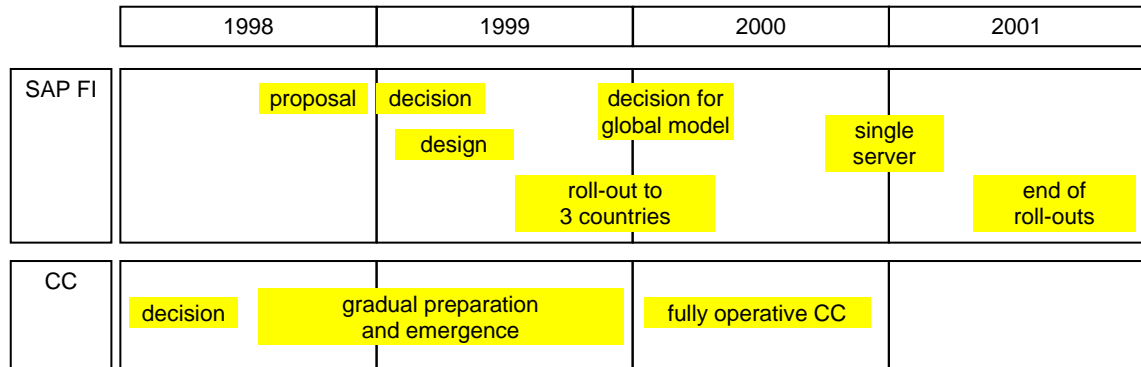 1998
1999
2000
2001
SAP FI
proposal
decision
decision for
global model
design
single
server
roll-out to
3 countries
end of
roll-outs
CC
decision
gradual preparation
and emergence
fully operative CC